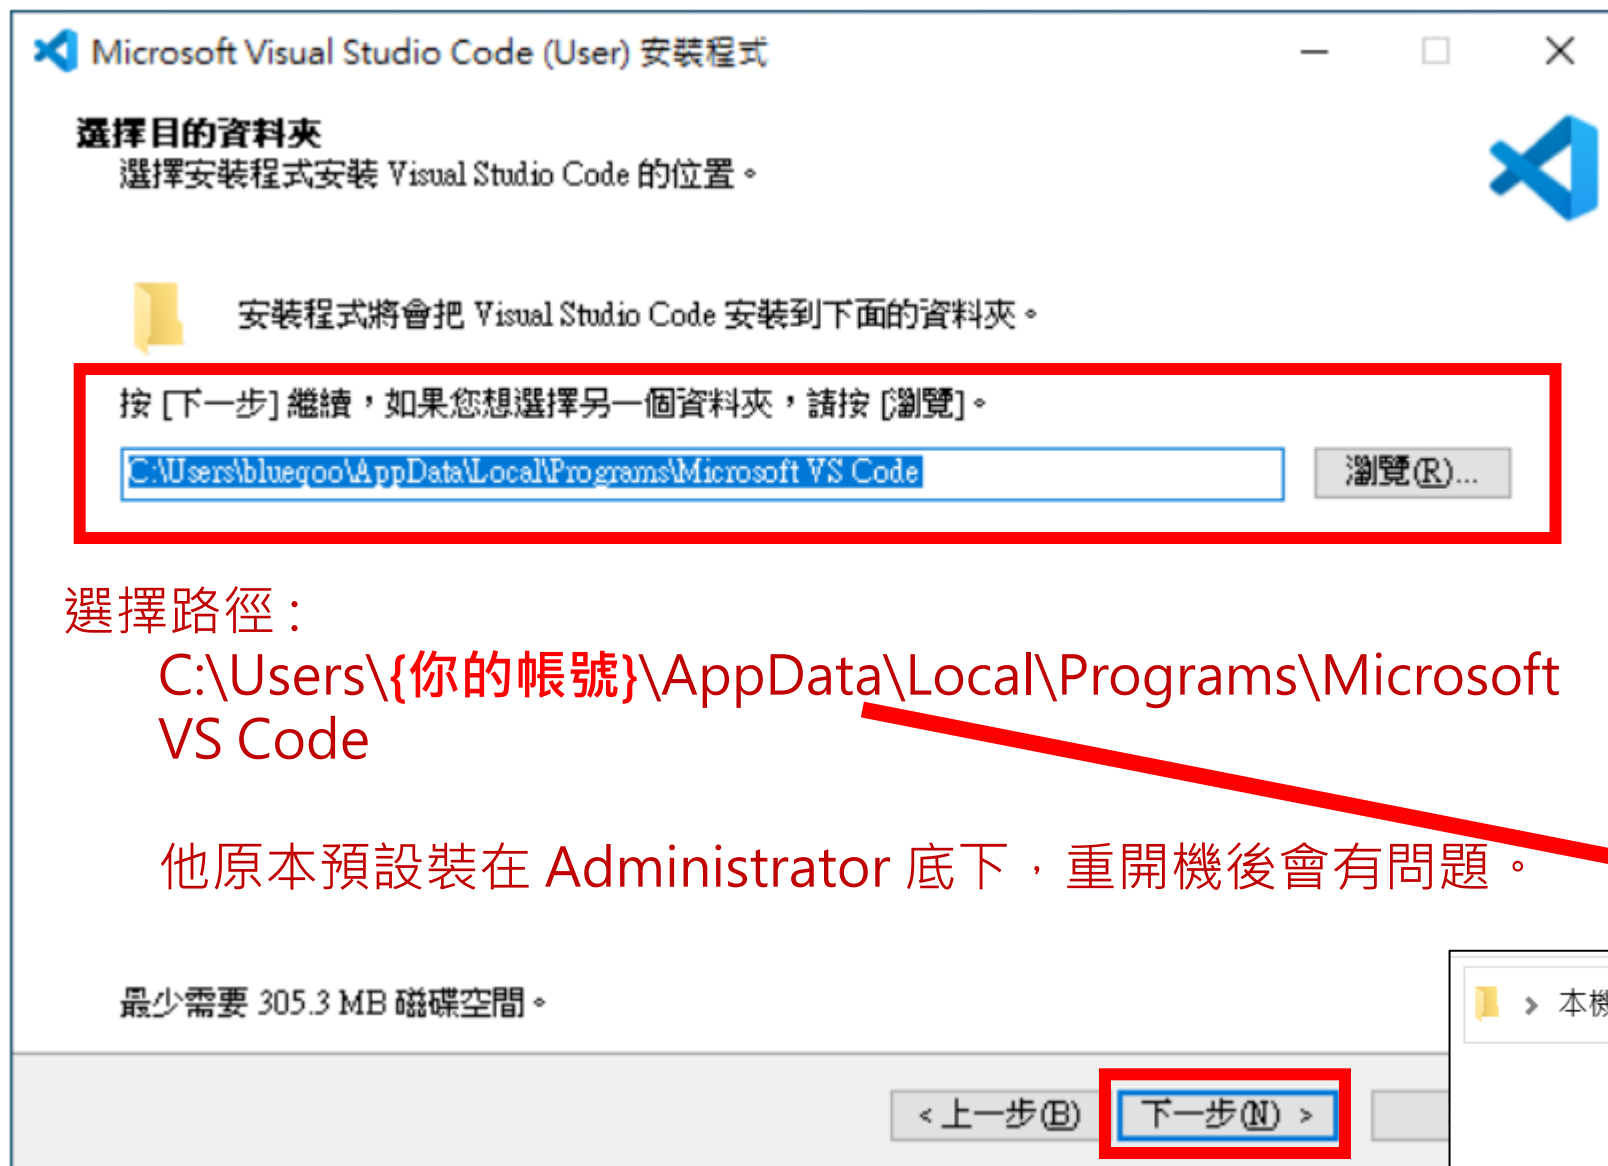 Microsoft Visual Studio Code (User) 安裝程式
選擇目的資料夾
選擇安裝程式安裝 Visual Studio Code 的位置。
安裝程式將會把 Visual Studio Code 安裝到下面的資料夾。
按 [下一步] 繼續，如果您想選擇另一個資料夾，請按 [瀏覽]。
C:\Users\blueqoo\AppData\Local\Programs\Microsoft VS Code
瀏覽(R)...
選擇路徑：
C:\Users\{你的帳號}\AppData\Local\Programs\Microsoft
VS Code
他原本預設裝在 Administrator 底下，重開機後會有問題。
最少需要 305.3 MB 磁碟空間。
本機
< 上一步(B)
下一步(N) >